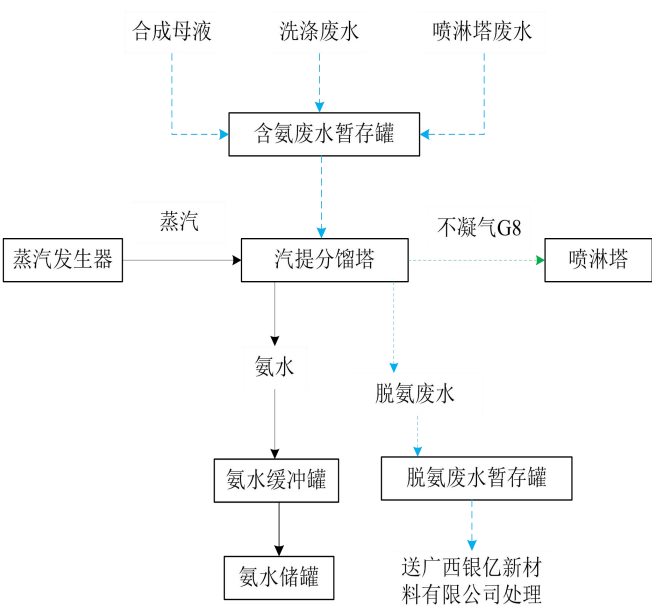 合成母液
洗涤废水
喷淋塔废水
含氨废水暂存罐
蒸汽
不凝气G8
蒸汽发生器
汽提分馏塔
喷淋塔
氨水
脱氨废水
氨水缓冲罐
脱氨废水暂存罐
氨水储罐
送广西银亿新材
料有限公司处理